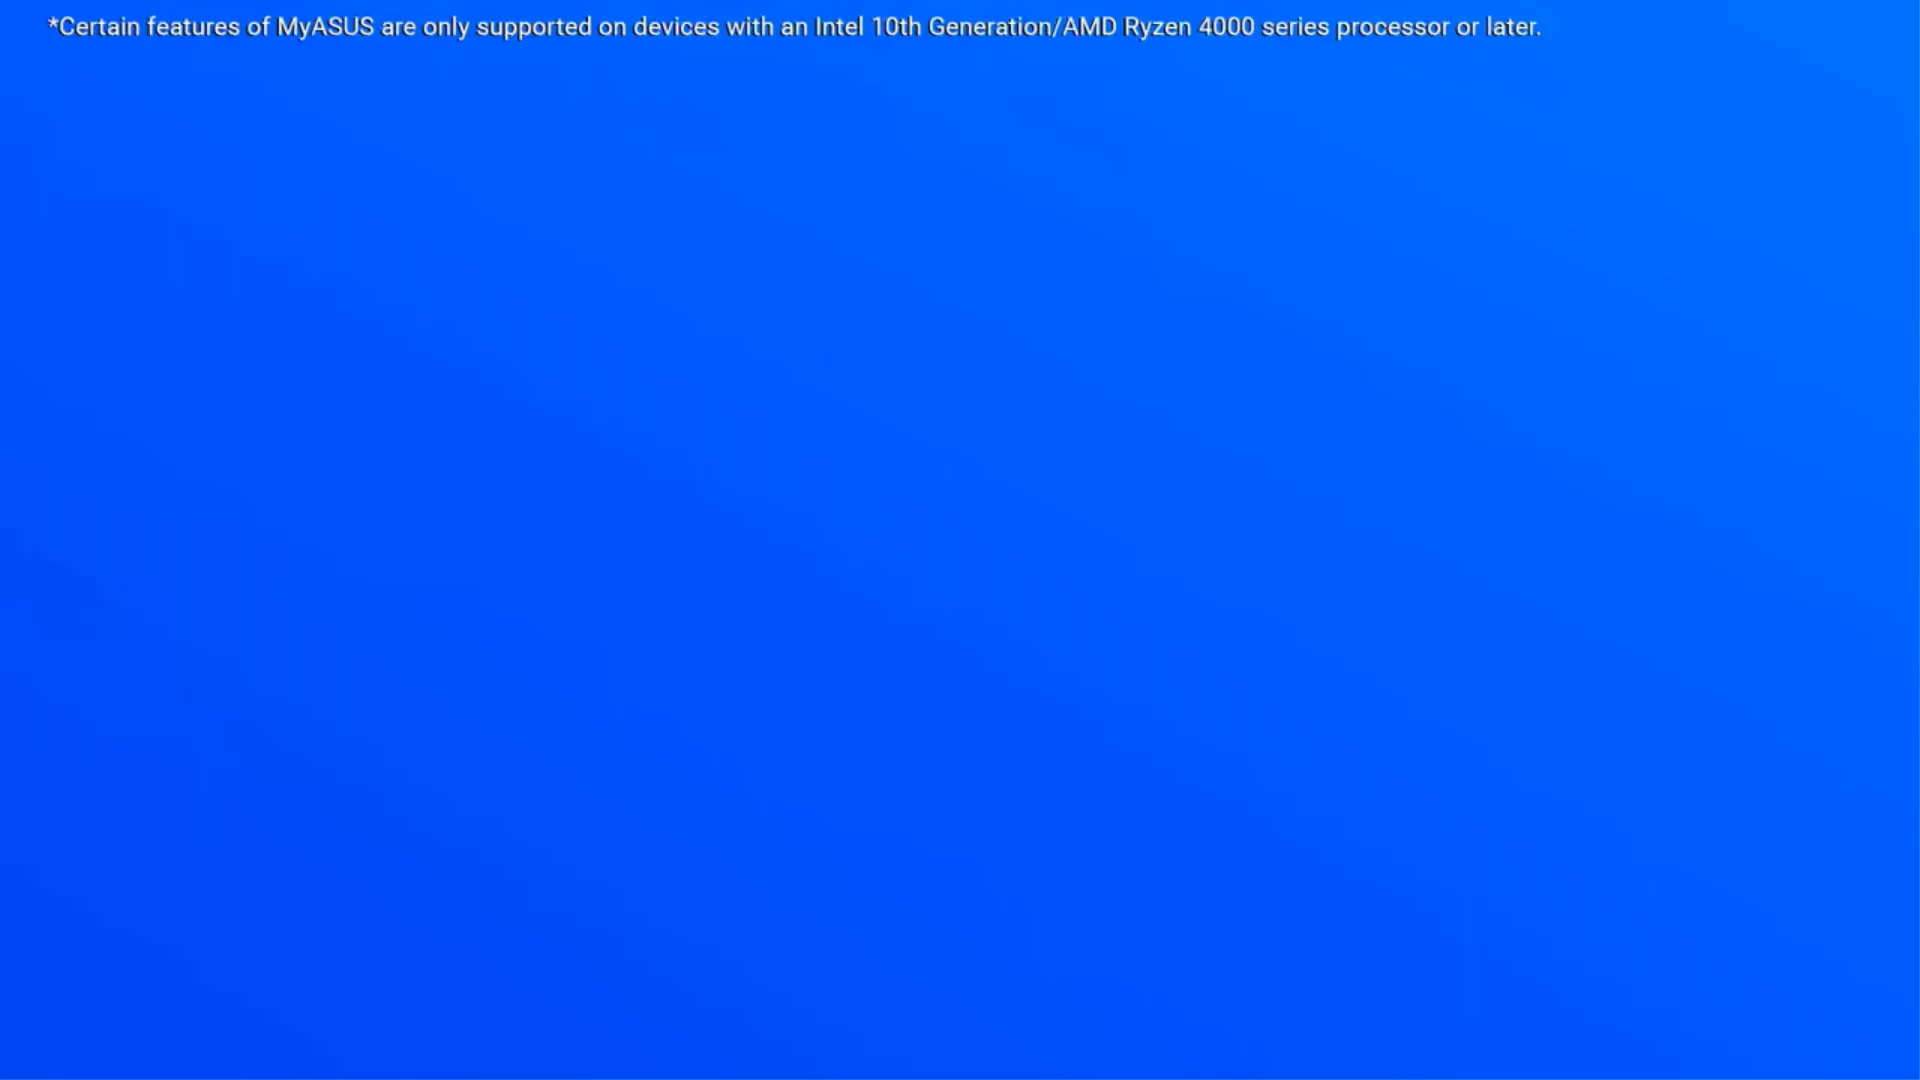 *Certain features of MyASUS are only supported on devices with an Intel 10th Generation/AMD Ryzen 4000 series processor or later.